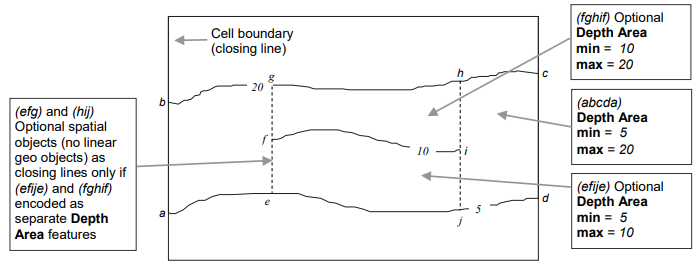 Cell boundary
(closing line)
(fghif) Optional
Depth Area
min = 10
max = 20
(abcda)
Depth Area
min = 5
max = 20
(efije) Optional
Depth Area
min = 5
max = 10
(efg) and (hij)
Optional spatial
objects (no linear
geo objects) as
closing lines only if
(efije) and (fghif)
encoded as
separate Depth
Area features
g
h
c
b
20
f
10
i
e
d
a
5
j